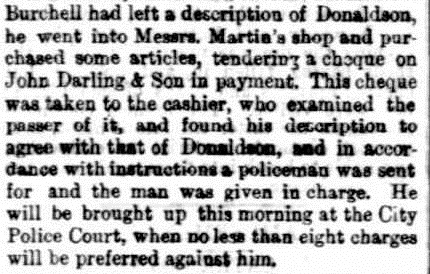 Burchell had left a description of Donaldson,
he went into Messrs. Martin's shop and pur-
chased some articles, tendering a cheque on
John Darling & Son in payment. This cheque
was taken to the cashier, who examined the
passer of it, and found his description to
agree with that of Donaldson, and in accor-
dance with instructions a policeman was sent
for and the man was given in charge. He
will be brought up this morning at the City
Police Court, when no less than eight charges
will be preferred against him.